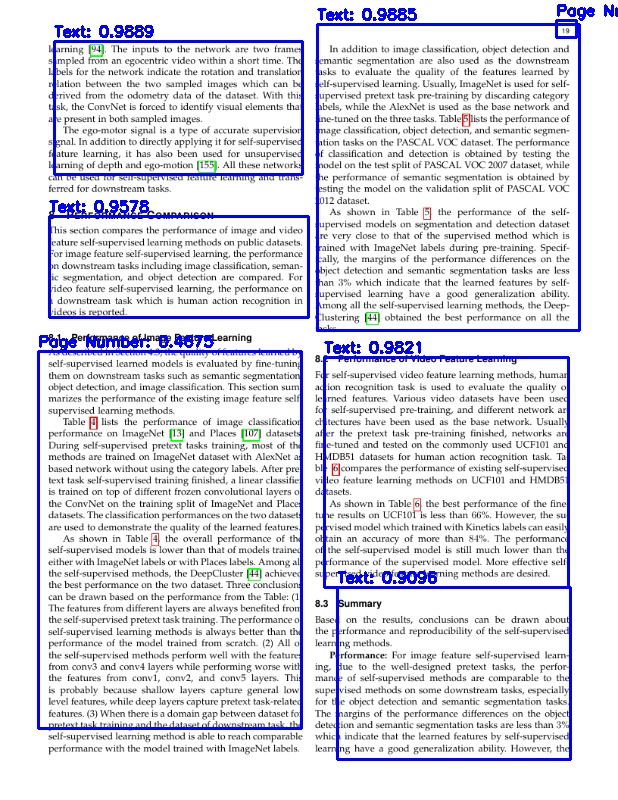 Text: 0.9889
learning [94]. The inputs to the network are two frames
sampled from an egocentric video within a short time. The
labels for the network indicate the rotation and translation
relation between the two sampled images which can be
derived from the odometry data of the dataset. With this
task, the ConvNet is forced to identify visual elements that
are present in both sampled images.
The ego-motor signal is a type of accurate supervision
signal. In addition to directly applying it for self-supervised
feature learning, it has also been used for unsupervised
learning of depth and ego-motion [155]. All these networks
can be used for self-supervised feature learning and trans-
ferred for downstream tasks.
Text: 0.9578
8 PERFORMANCE COMPARISON
This section compares the performance of image and video
feature self-supervised learning methods on public datasets.
For image feature self-supervised learning, the performance
on downstream tasks including image classification, seman-
tic segmentation, and object detection are compared. For
video feature self-supervised learning, the performance on
a downstream task which is human action recognition in
videos is reported.
8.1 Performance of Image Feature Learning
Page Number: 0.4673
As described in Section 4.3, the quality of features learned by
self-supervised learned models is evaluated by fine-tuning
them on downstream tasks such as semantic segmentation
object detection, and image classification. This section sum
marizes the performance of the existing image feature self
supervised learning methods.
Table 4 lists the performance of image classification
performance on ImageNet [13] and Places [107] datasets
During self-supervised pretext tasks training, most of the
methods are trained on ImageNet dataset with AlexNet as
based network without using the category labels. After pre
text task self-supervised training finished, a linear classifier
is trained on top of different frozen convolutional layers of
the ConvNet on the training split of ImageNet and Places
datasets. The classification performances on the two datasets
are used to demonstrate the quality of the learned features.
As shown in Table 4, the overall performance of the
self-supervised models is lower than that of models trained
either with ImageNet labels or with Places labels. Among all
the self-supervised methods, the DeepCluster [44] achieved
the best performance on the two dataset. Three conclusions
can be drawn based on the performance from the Table: (1
The features from different layers are always benefited from
the self-supervised pretext task training. The performance of
self-supervised learning methods is always better than the
performance of the model trained from scratch. (2) All of
the self-supervised methods perform well with the features
from conv3 and conv4 layers while performing worse with
the features from conv1, conv2, and conv5 layers. This
is probably because shallow layers capture general low
level features, while deep layers capture pretext task-related
features. (3) When there is a domain gap between dataset for
pretext task training and the dataset of downstream task, the
self-supervised learning method is able to reach comparable
performance with the model trained with ImageNet labels.
Text: 0.9885
Page Nu
19
In addition to image classification, object detection and
semantic segmentation are also used as the downstream
tasks to evaluate the quality of the features learned by
self-supervised learning. Usually, ImageNet is used for self-
supervised pretext task pre-training by discarding category
labels, while the AlexNet is used as the base network and
fine-tuned on the three tasks. Table 5 lists the performance of
image classification, object detection, and semantic segmen-
tation tasks on the PASCAL VOC dataset. The performance
of classification and detection is obtained by testing the
model on the test split of PASCAL VOC 2007 dataset, while
the performance of semantic segmentation is obtained by
testing the model on the validation split of PASCAL VOC
2012 dataset.
As shown in Table 5, the performance of the self-
supervised models on segmentation and detection dataset
are very close to that of the supervised method which is
trained with ImageNet labels during pre-training. Specif-
ically, the margins of the performance differences on the
object detection and semantic segmentation tasks are less
than 3% which indicate that the learned features by self-
supervised learning have a good generalization ability.
Among all the self-supervised learning methods, the Deep-
Clustering [44] obtained the best performance on all the
tasks.
Text: 0.9821
8.2 Performance of Video Feature Learning
For self-supervised video feature learning methods, human
action recognition task is used to evaluate the quality of
learned features. Various video datasets have been used
for self-supervised pre-training, and different network ar
chitectures have been used as the base network. Usually
after the pretext task pre-training finished, networks are
fine-tuned and tested on the commonly used UCF101 and
HMDB51 datasets for human action recognition task. Ta
ble 6 compares the performance of existing self-supervised
video feature learning methods on UCF101 and HMDB51
datasets.
As shown in Table 6, the best performance of the fine
tune results on UCF101 is less than 66%. However, the su
pervised model which trained with Kinetics labels can easily
obtain an accuracy of more than 84%. The performance
of the self-supervised model is still much lower than the
performance of the supervised model. More effective self-
supervised video feature learning methods are desired.
Text: 0.9096
8.3 Summary
Based on the results, conclusions can be drawn about
the performance and reproducibility of the self-supervised
learning methods.
Performance: For image feature self-supervised learn-
ing, due to the well-designed pretext tasks, the perfor-
mance of self-supervised methods are comparable to the
supervised methods on some downstream tasks, especially
for the object detection and semantic segmentation tasks.
The margins of the performance differences on the object
detection and semantic segmentation tasks are less than 3%
which indicate that the learned features by self-supervised
learning have a good generalization ability. However, the